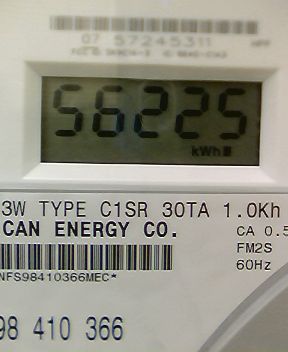 07 57245311
56225
kWh
3W TYPE C1SR 30TA 1.0Kh
CAN ENERGY CO. CA 0.5
FM2S
60Hz
NFS98410366MEC*
98 410 366